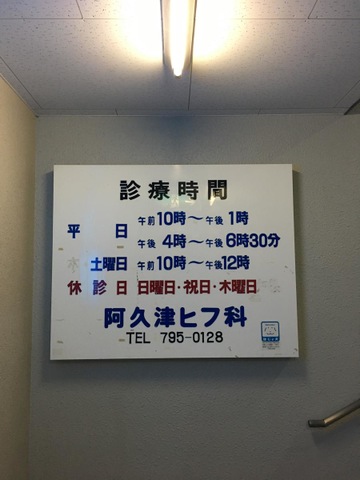 診療時間
平 日 午前10時〜午後1時
午後4時〜午後6時30分
土曜日 午前10時〜午後12時
休診日 日曜日・祝日・木曜日
阿久津ヒフ科
TEL 795-0128